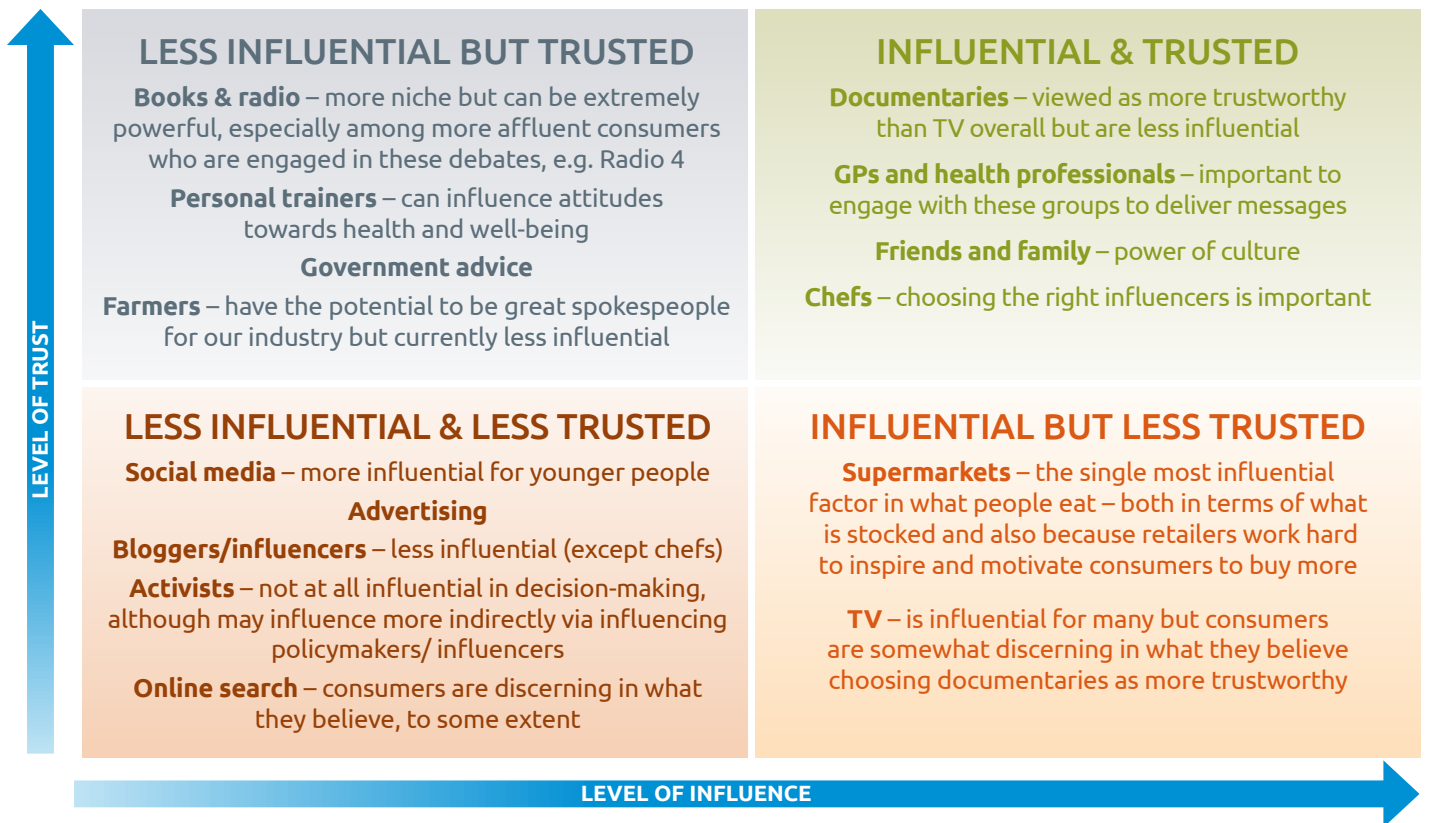 LEVEL OF TRUST
LESS INFLUENTIAL BUT TRUSTED
Books & radio – more niche but can be extremely
powerful, especially among more affluent consumers
who are engaged in these debates, e.g. Radio 4
Personal trainers – can influence attitudes
towards health and well-being
Government advice
Farmers – have the potential to be great spokespeople
for our industry but currently less influential
INFLUENTIAL & TRUSTED
Documentaries – viewed as more trustworthy
than TV overall but are less influential
GPs and health professionals – important to
engage with these groups to deliver messages
Friends and family – power of culture
Chefs – choosing the right influencers is important
LESS INFLUENTIAL & LESS TRUSTED
Social media – more influential for younger people
Advertising
Bloggers/influencers – less influential (except chefs)
Activists – not at all influential in decision-making,
although may influence more indirectly via influencing
policymakers/ influencers
Online search – consumers are discerning in what
they believe, to some extent
INFLUENTIAL BUT LESS TRUSTED
Supermarkets – the single most influential
factor in what people eat – both in terms of what
is stocked and also because retailers work hard
to inspire and motivate consumers to buy more
TV – is influential for many but consumers
are somewhat discerning in what they believe
choosing documentaries as more trustworthy
LEVEL OF INFLUENCE